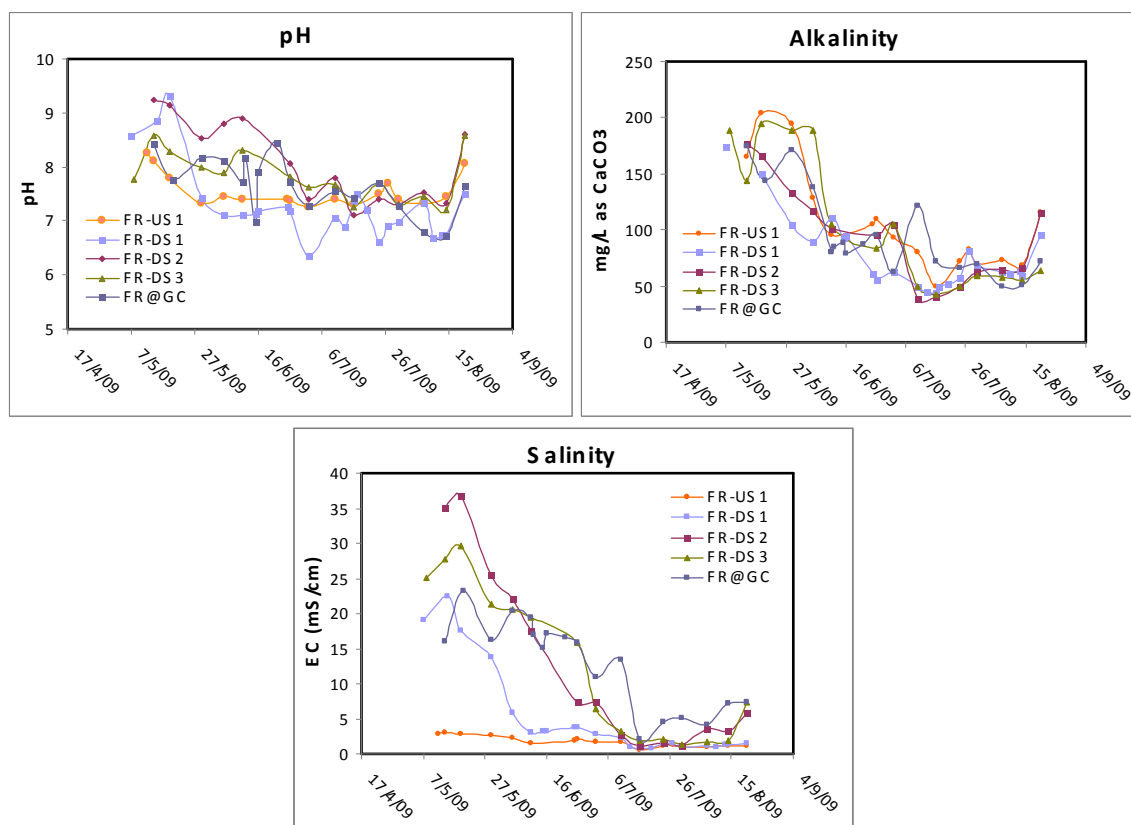 pH
pH
10
9
8
7
6
5
FR-US 1
FR-DS 1
FR-DS 2
FR-DS 3
FR@GC
17/4/09
7/5/09
27/5/09
16/6/09
6/7/09
26/7/09
15/8/09
4/9/09
Alkalinity
mg/L as CaCO3
250
200
150
100
50
0
FR-US 1
FR-DS 1
FR-DS 2
FR-DS 3
FR@GC
17/4/09
7/5/09
27/5/09
16/6/09
6/7/09
26/7/09
15/8/09
4/9/09
Salinity
EC (mS/cm)
40
35
30
25
20
15
10
5
0
FR-US 1
FR-DS 1
FR-DS 2
FR-DS 3
FR@GC
17/4/09
7/5/09
27/5/09
16/6/09
6/7/09
26/7/09
15/8/09
4/9/09